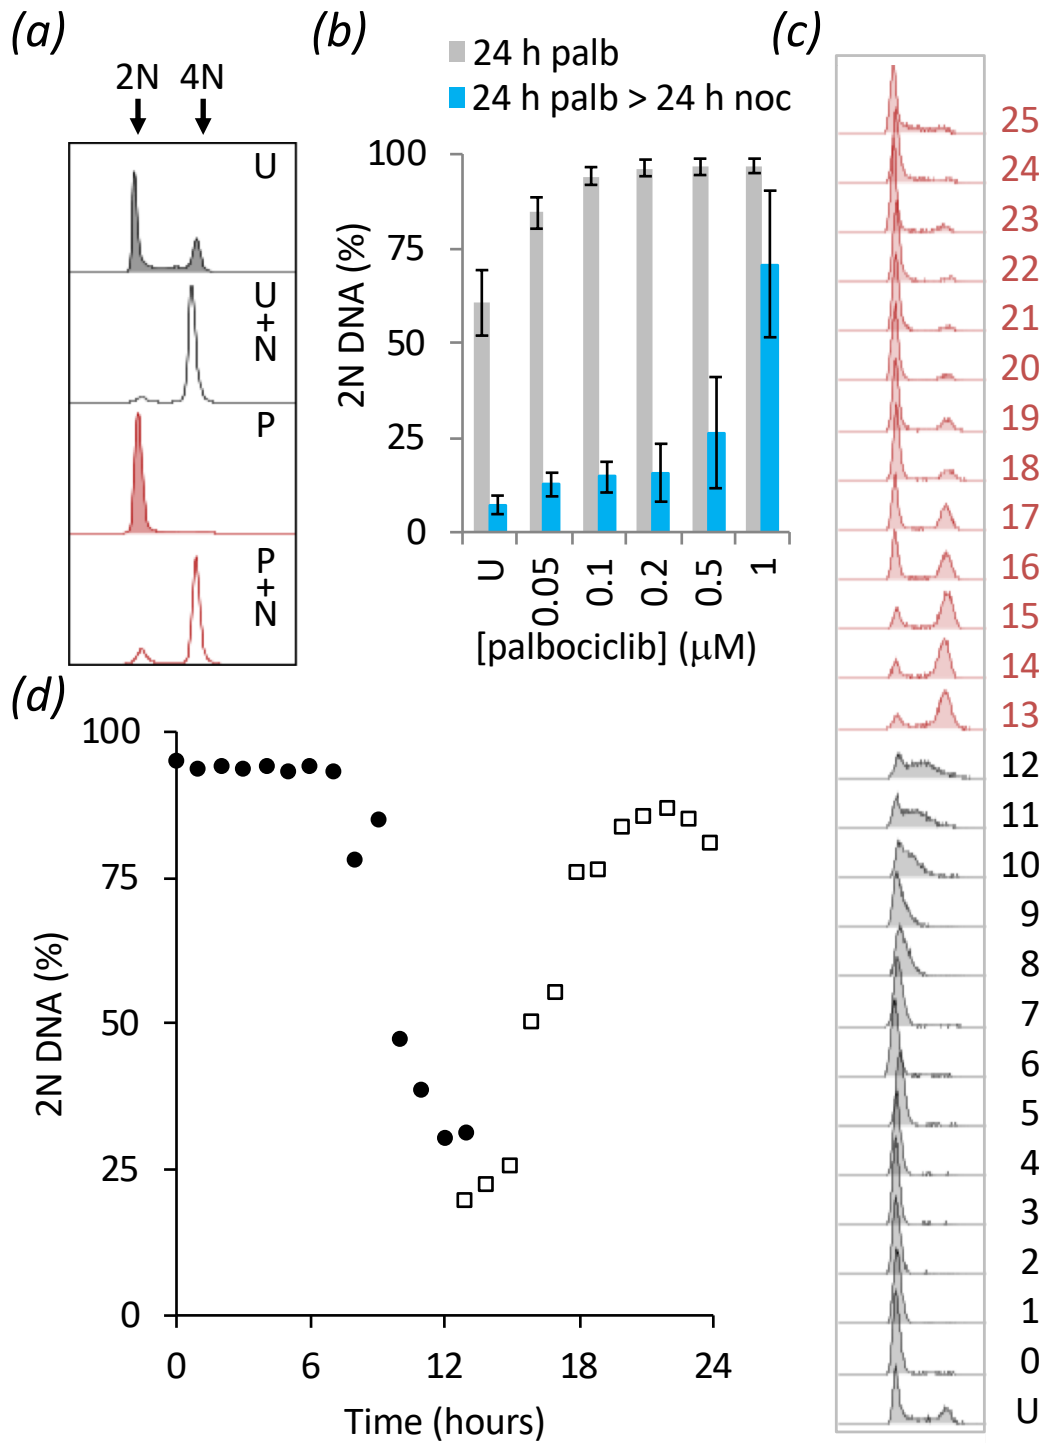 (a)
2N 4N
U
U
+
N
P
P
+
N
(b)
24 h palb
24 h palb > 24 h noc
2N DNA (%)
100
75
50
25
0
U
0.05
0.1
0.2
0.5
1
[palbociclib] (μM)
(c)
25
24
23
22
21
20
19
18
17
16
15
14
13
12
11
10
9
8
7
6
5
4
3
2
1
0
U
(d)
2N DNA (%)
100
75
50
25
0
0 6 12 18 24
Time (hours)